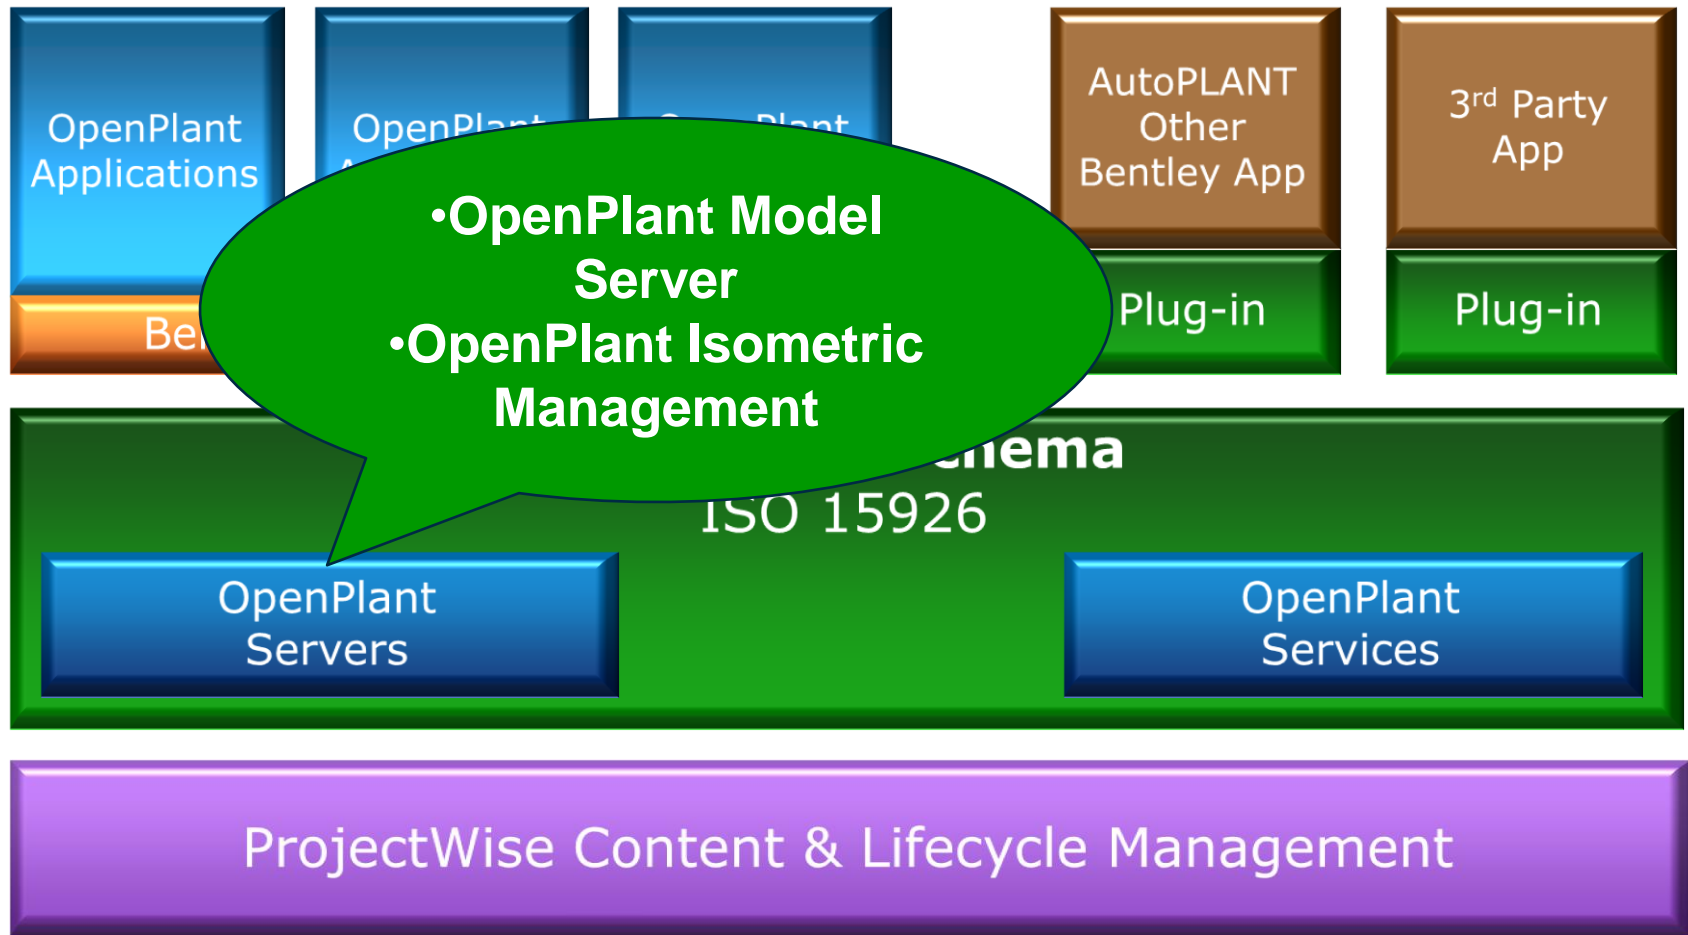 OpenPlant
Applications
OpenPlant
Plant
AutoPLANT
Other
Bentley App
3rd Party
App
•OpenPlant Model
Server
•OpenPlant Isometric
Management
Plug-in
Plug-in
ISO 15926
OpenPlant
Servers
OpenPlant
Services
ProjectWise Content & Lifecycle Management